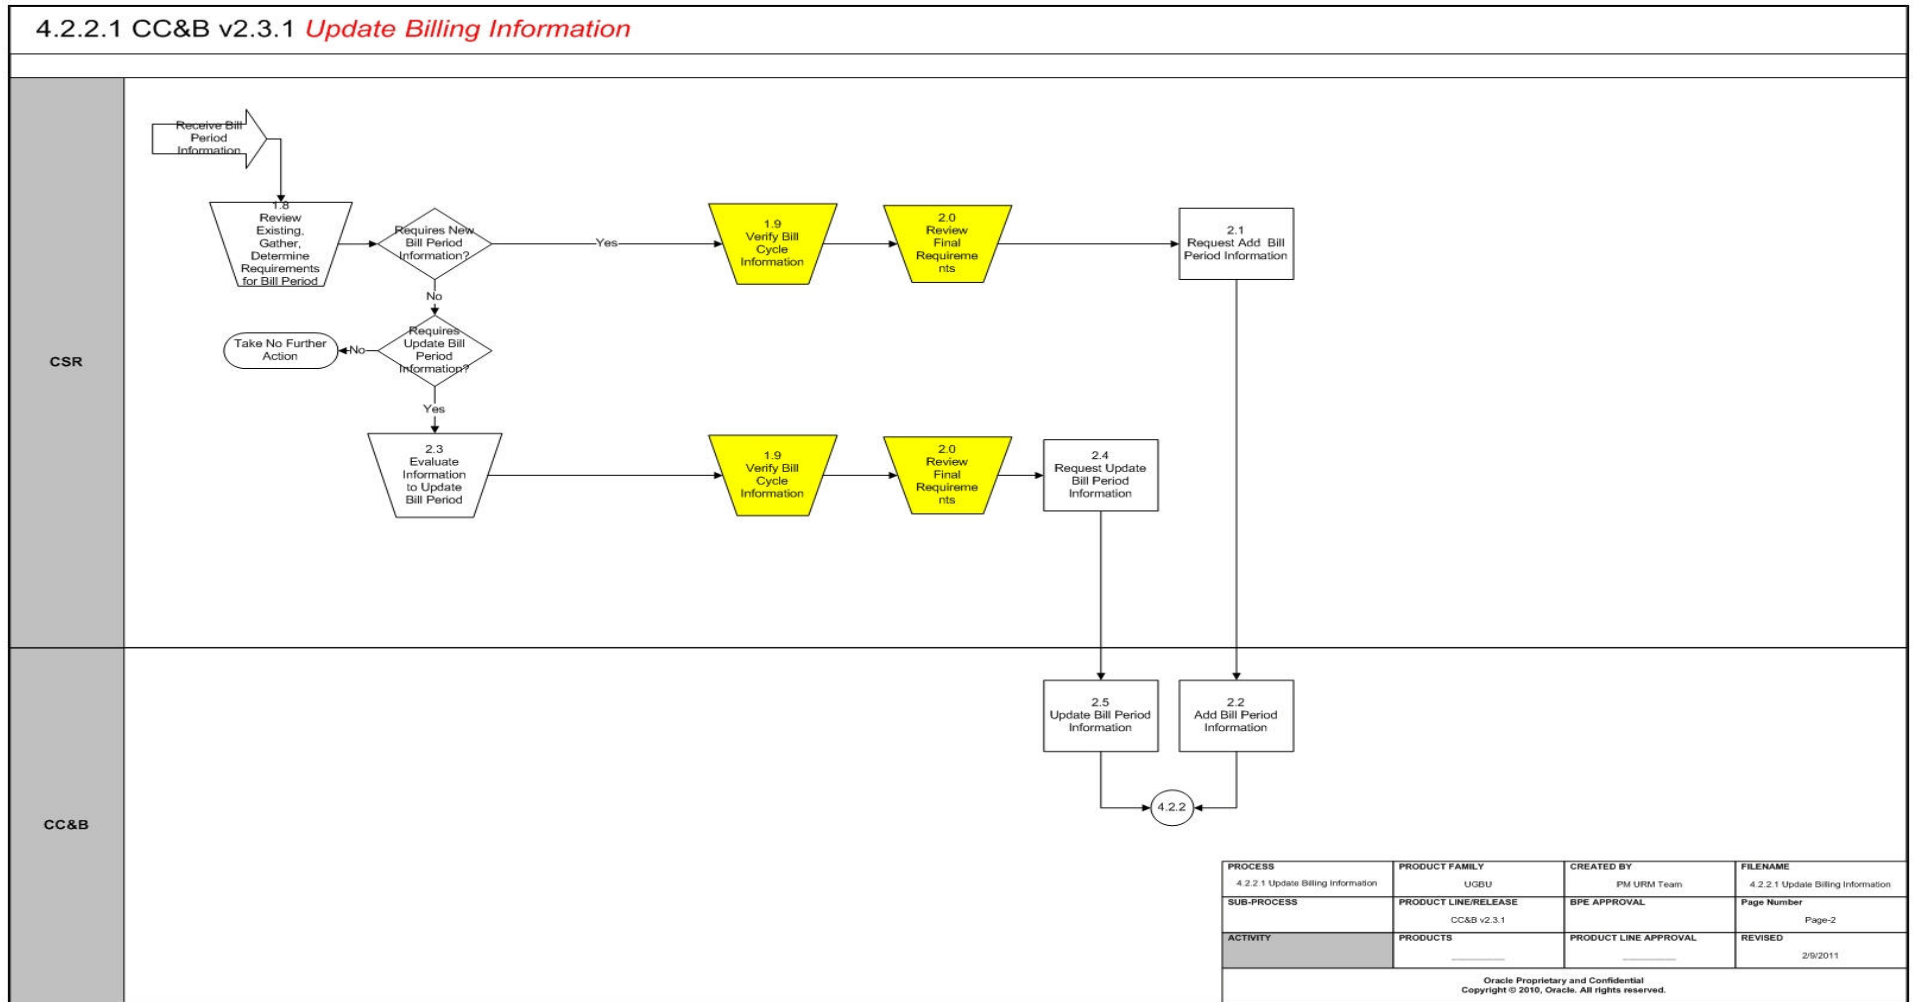 4.2.2.1 CC&B v2.3.1 Update Billing Information
CSR
Receive Bill
Period
Information
1.8
Review
Existing,
Gather,
Determine
Requirements
for Bill Period
Requires New
Bill Period
Information?
Yes
1.9
Verify Bill
Cycle
Information
2.0
Review
Final
Requireme
nts
2.1
Request Add Bill
Period Information
No
Requires
Update Bill
Period
Information?
No
Take No Further
Action
Yes
2.3
Evaluate
Information
to Update
Bill Period
1.9
Verify Bill
Cycle
Information
2.0
Review
Final
Requireme
nts
2.4
Request Update
Bill Period
Information
CC&B
2.5
Update Bill Period
Information
2.2
Add Bill Period
Information
4.2.2
PROCESS
4.2.2.1 Update Billing Information
PRODUCT FAMILY
UGBU
CREATED BY
PM URM Team
FILENAME
4.2.2.1 Update Billing Information
SUB-PROCESS
PRODUCT LINE/RELEASE
CC&B v2.3.1
BPE APPROVAL
Page Number
Page-2
ACTIVITY
PRODUCTS
PRODUCT LINE APPROVAL
REVISED
2/9/2011
Oracle Proprietary and Confidential
Copyright © 2010, Oracle. All rights reserved.